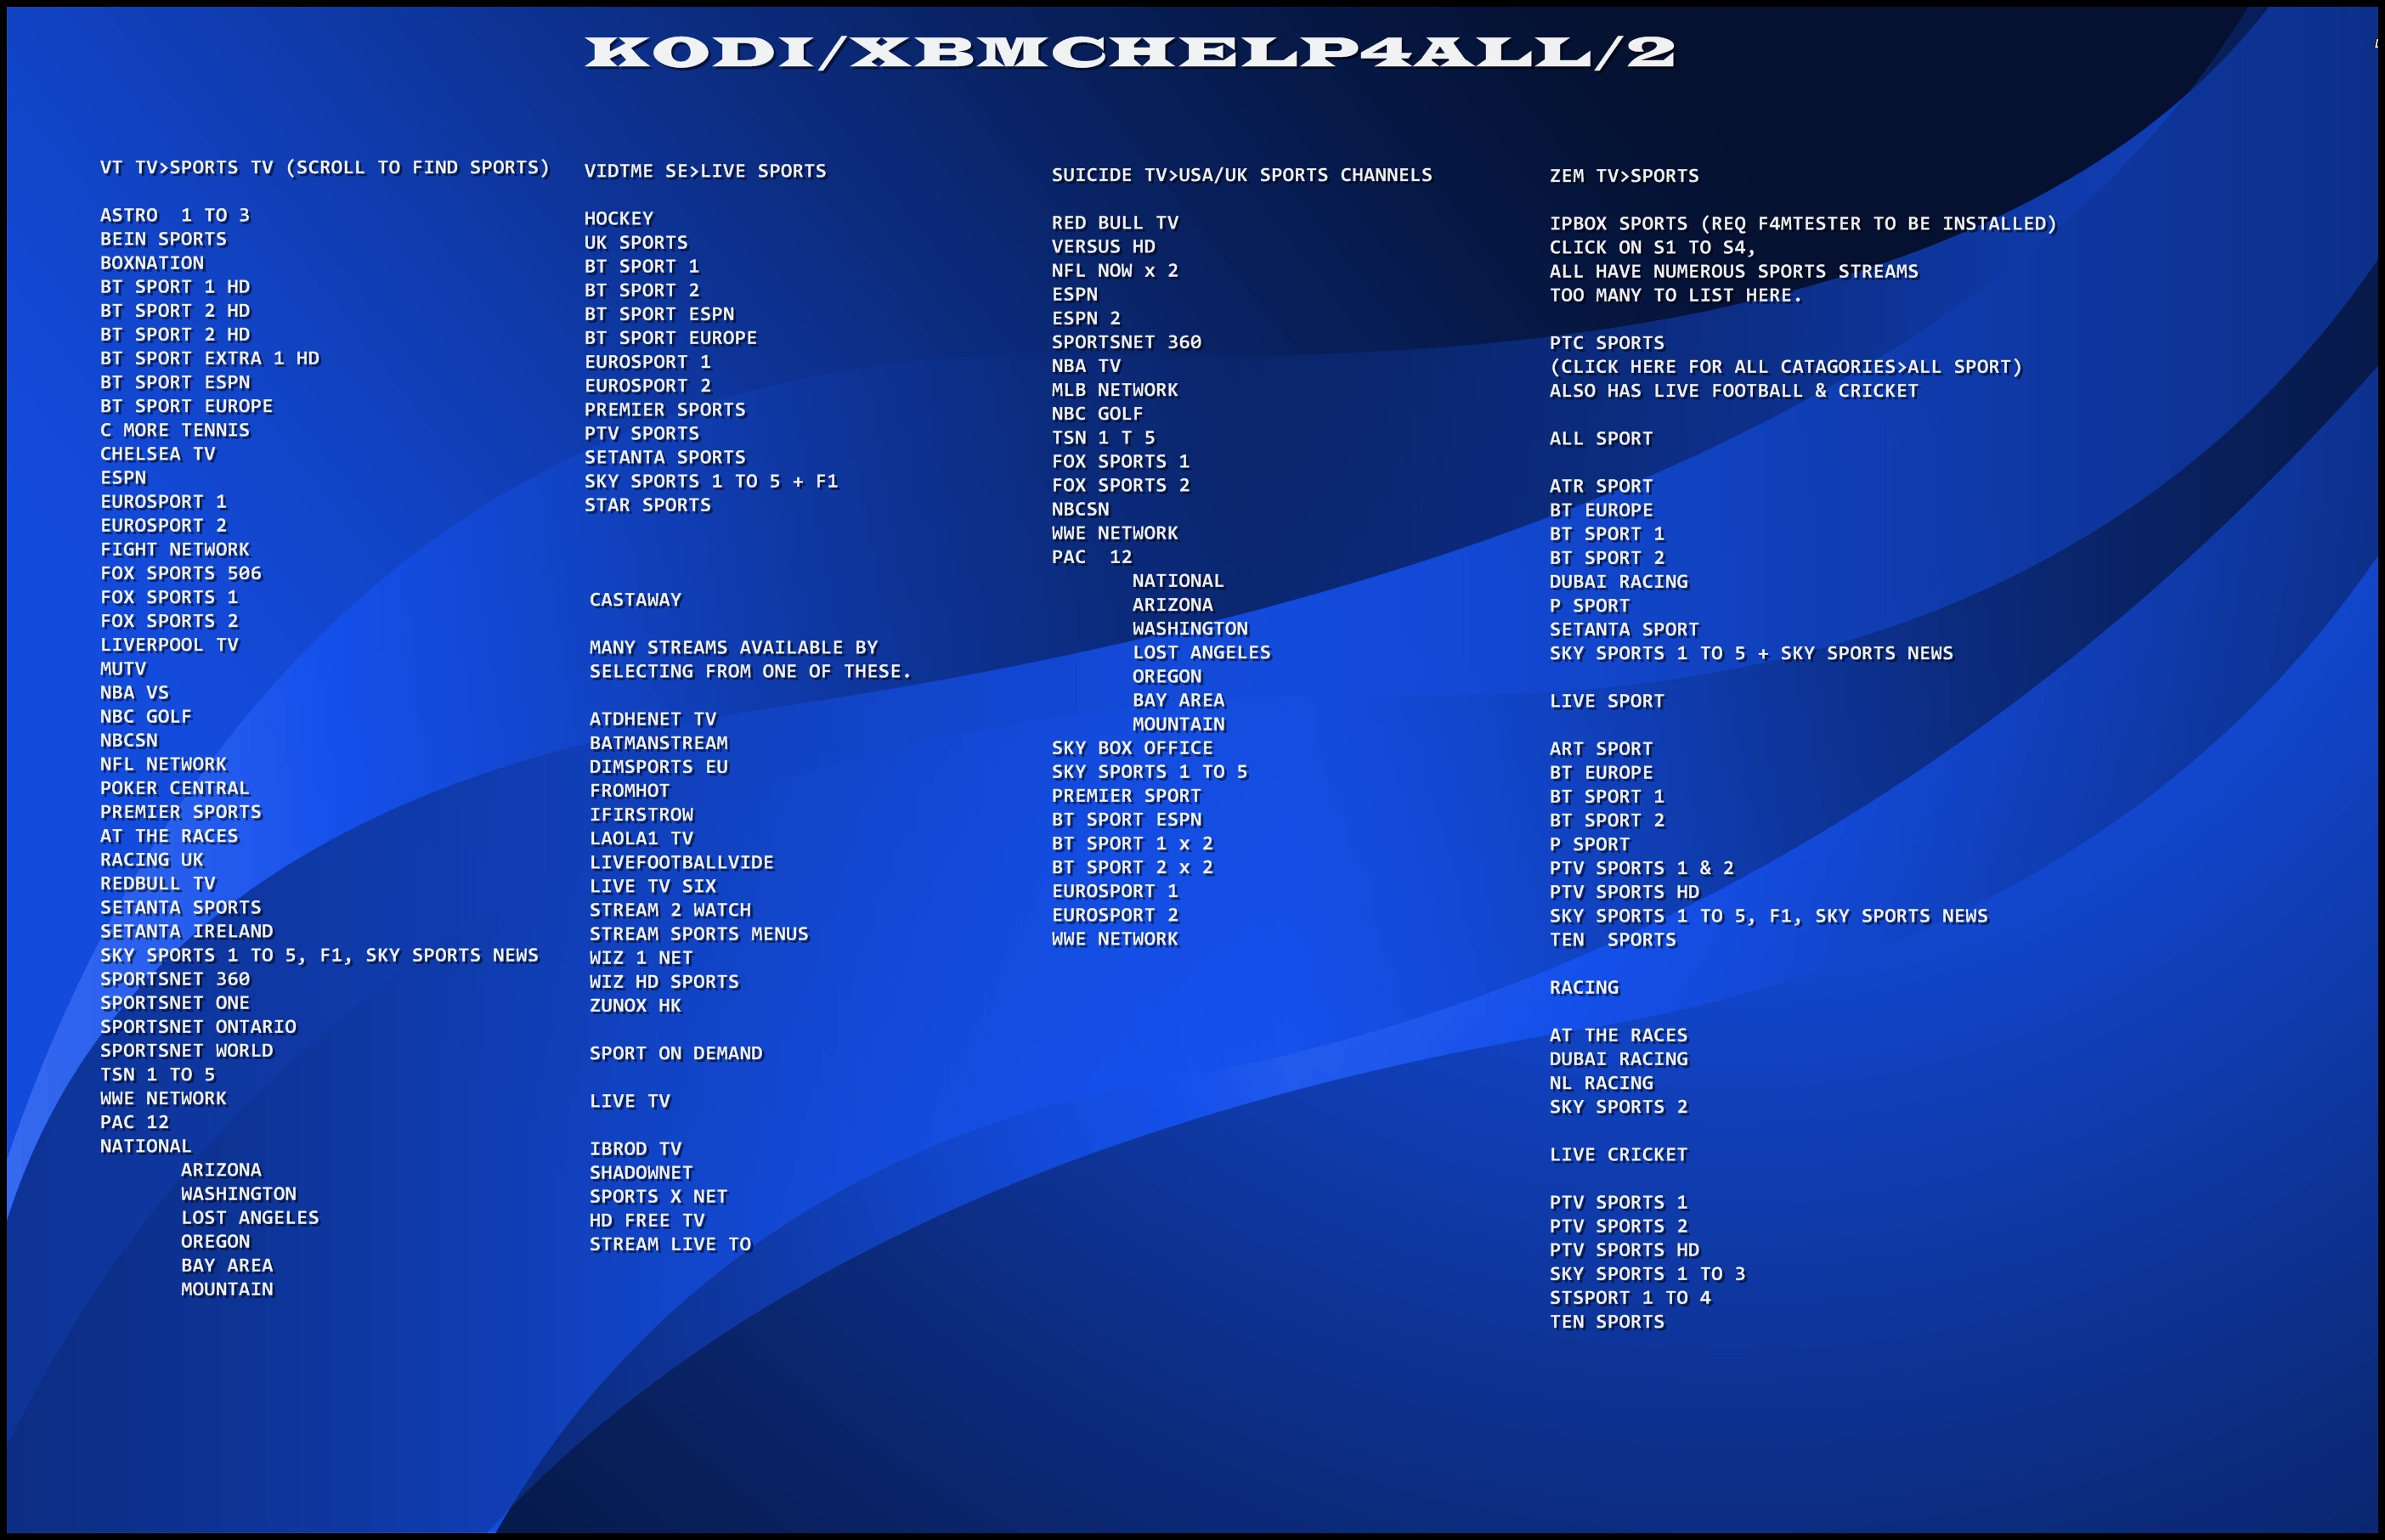 KODI/XBMCHELP4ALL/2
VT TV>SPORTS TV (SCROLL TO FIND SPORTS)
ASTRO  1 TO 3
BEIN SPORTS
BOXNATION
BT SPORT 1 HD
BT SPORT 2 HD
BT SPORT 2 HD
BT SPORT EXTRA 1 HD
BT SPORT ESPN
BT SPORT EUROPE
C MORE TENNIS
CHELSEA TV
ESPN
EUROSPORT 1
EUROSPORT 2
FIGHT NETWORK
FOX SPORTS 506
FOX SPORTS 1
FOX SPORTS 2
LIVERPOOL TV
MUTV
NBA VS
NBC GOLF
NBCSN
NFL NETWORK
POKER CENTRAL
PREMIER SPORTS
AT THE RACES
RACING UK
REDBULL TV
SETANTA SPORTS
SETANTA IRELAND
SKY SPORTS 1 TO 5, F1, SKY SPORTS NEWS
SPORTSNET 360
SPORTSNET ONE
SPORTSNET ONTARIO
SPORTSNET WORLD
TSN 1 TO 5
WWE NETWORK
PAC 12
NATIONAL
ARIZONA
WASHINGTON
LOST ANGELES
OREGON
BAY AREA
MOUNTAIN
VIDTME SE>LIVE SPORTS
HOCKEY
UK SPORTS
BT SPORT 1
BT SPORT 2
BT SPORT ESPN
BT SPORT EUROPE
EUROSPORT 1
EUROSPORT 2
PREMIER SPORTS
PTV SPORTS
SETANTA SPORTS
SKY SPORTS 1 TO 5 + F1
STAR SPORTS
CASTAWAY
MANY STREAMS AVAILABLE BY
SELECTING FROM ONE OF THESE.
ATDHENET TV
BATMANSTREAM
DIMSPORTS EU
FROMHOT
IFIRSTROW
LAOLA1 TV
LIVEFOOTBALLVIDE
LIVE TV SIX
STREAM 2 WATCH
STREAM SPORTS MENUS
WIZ 1 NET
WIZ HD SPORTS
ZUNOX HK
SPORT ON DEMAND
LIVE TV
IBROD TV
SHADOWNET
SPORTS X NET
HD FREE TV
STREAM LIVE TO
SUICIDE TV>USA/UK SPORTS CHANNELS
RED BULL TV
VERSUS HD
NFL NOW x 2
ESPN
ESPN 2
SPORTSNET 360
NBA TV
MLB NETWORK
NBC GOLF
TSN 1 T 5
FOX SPORTS 1
FOX SPORTS 2
NBCSN
WWE NETWORK
PAC  12
NATIONAL
ARIZONA
WASHINGTON
LOST ANGELES
OREGON
BAY AREA
MOUNTAIN
SKY BOX OFFICE
SKY SPORTS 1 TO 5
PREMIER SPORT
BT SPORT ESPN
BT SPORT 1 x 2
BT SPORT 2 x 2
EUROSPORT 1
EUROSPORT 2
WWE NETWORK
ZEM TV>SPORTS
IPBOX SPORTS (REQ F4MTESTER TO BE INSTALLED)
CLICK ON S1 TO S4,
ALL HAVE NUMEROUS SPORTS STREAMS
TOO MANY TO LIST HERE.
PTC SPORTS
(CLICK HERE FOR ALL CATAGORIES>ALL SPORT)
ALSO HAS LIVE FOOTBALL & CRICKET
ALL SPORT
ATR SPORT
BT EUROPE
BT SPORT 1
BT SPORT 2
DUBAI RACING
P SPORT
SETANTA SPORT
SKY SPORTS 1 TO 5 + SKY SPORTS NEWS
LIVE SPORT
ART SPORT
BT EUROPE
BT SPORT 1
BT SPORT 2
P SPORT
PTV SPORTS 1 & 2
PTV SPORTS HD
SKY SPORTS 1 TO 5, F1, SKY SPORTS NEWS
TEN  SPORTS
RACING
AT THE RACES
DUBAI RACING
NL RACING
SKY SPORTS 2
LIVE CRICKET
PTV SPORTS 1
PTV SPORTS 2
PTV SPORTS HD
SKY SPORTS 1 TO 3
STSPORT 1 TO 4
TEN SPORTS